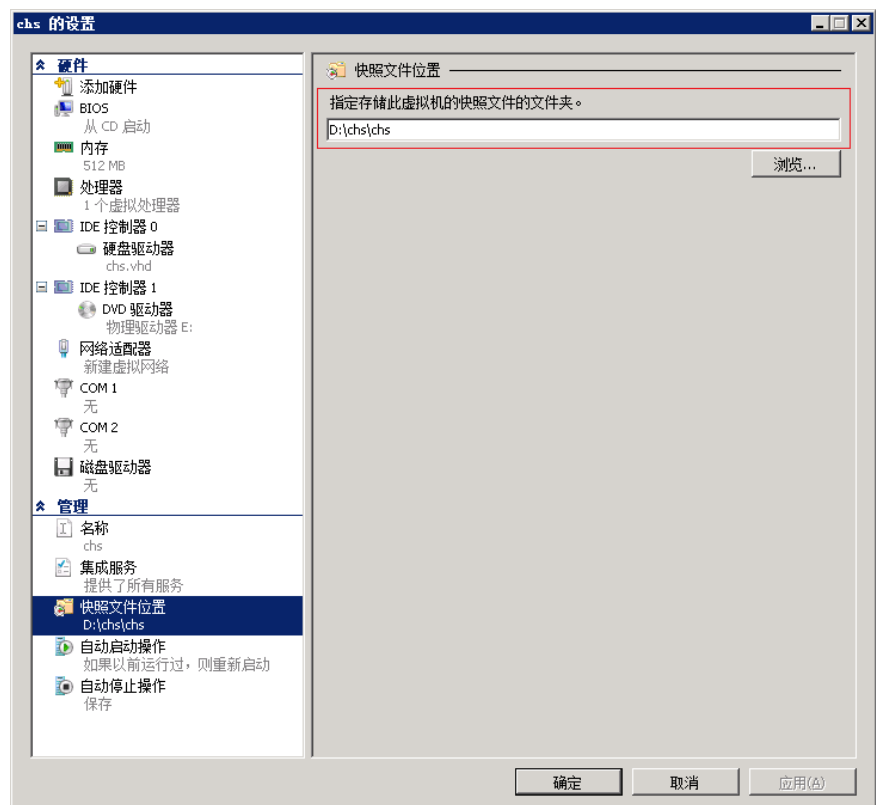 chs 的设置
硬件
添加硬件
BIOS
从 CD 启动
内存
512 MB
处理器
1 个虚拟处理器
IDE 控制器 0
硬盘驱动器
chs.vhd
IDE 控制器 1
DVD 驱动器
物理驱动器 E:
网络适配器
新建虚拟网络
COM 1
无
COM 2
无
磁盘驱动器
无
管理
名称
chs
集成服务
提供了所有服务
快照文件位置
D:\chs\chs
自动启动操作
如果以前运行过，则重新启动
自动停止操作
保存
快照文件位置
指定存储此虚拟机的快照文件的文件夹。
D:\chs\chs
浏览...
确定
取消
应用(A)